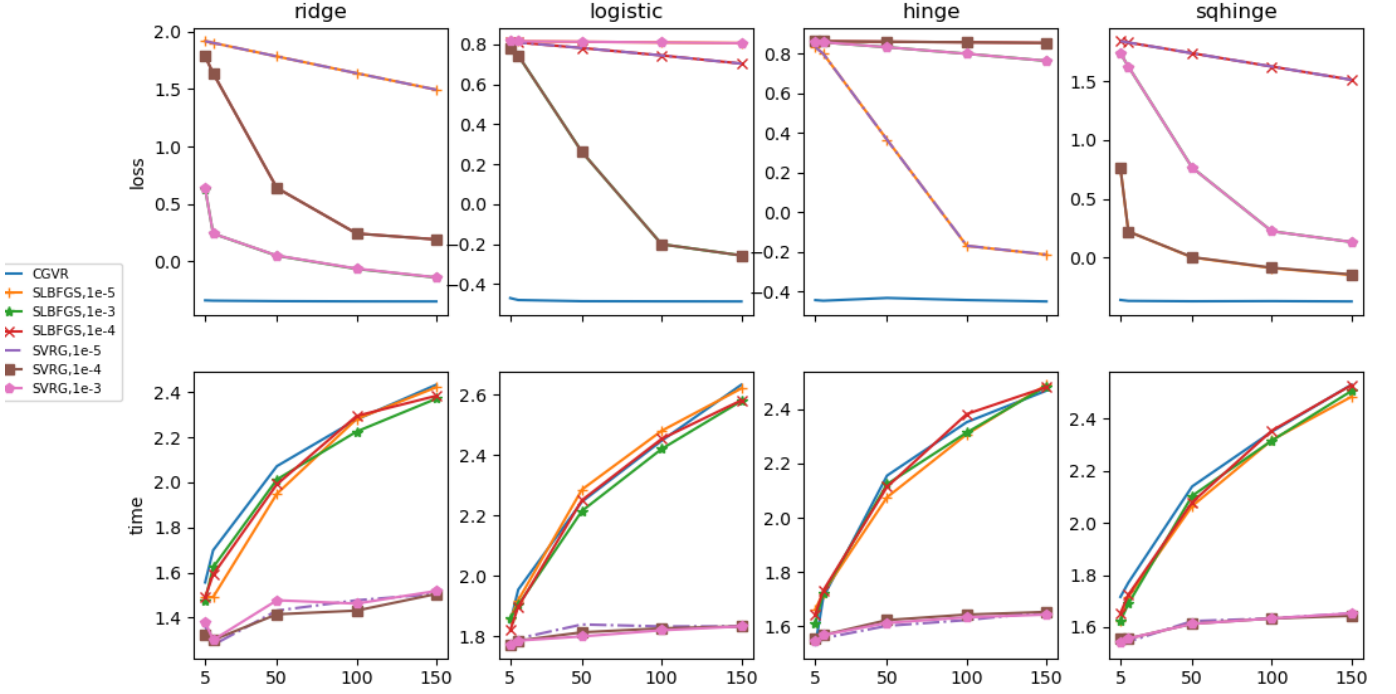 ridge
logistic
hinge
sqhinge
loss
2.0
1.5
1.0
0.5
0.0
0.8
0.6
0.4
0.2
0.0
−0.2
−0.4
0.8
0.6
0.4
0.2
0.0
−0.2
−0.4
1.5
1.0
0.5
0.0
CGVR
SLBFGS,1e-5
SLBFGS,1e-3
SLBFGS,1e-4
SVRG,1e-5
SVRG,1e-4
SVRG,1e-3
time
2.4
2.2
2.0
1.8
1.6
1.4
2.6
2.4
2.2
2.0
1.8
2.4
2.2
2.0
1.8
1.6
2.4
2.2
2.0
1.8
1.6
5 50 100 150
5 50 100 150
5 50 100 150
5 50 100 150